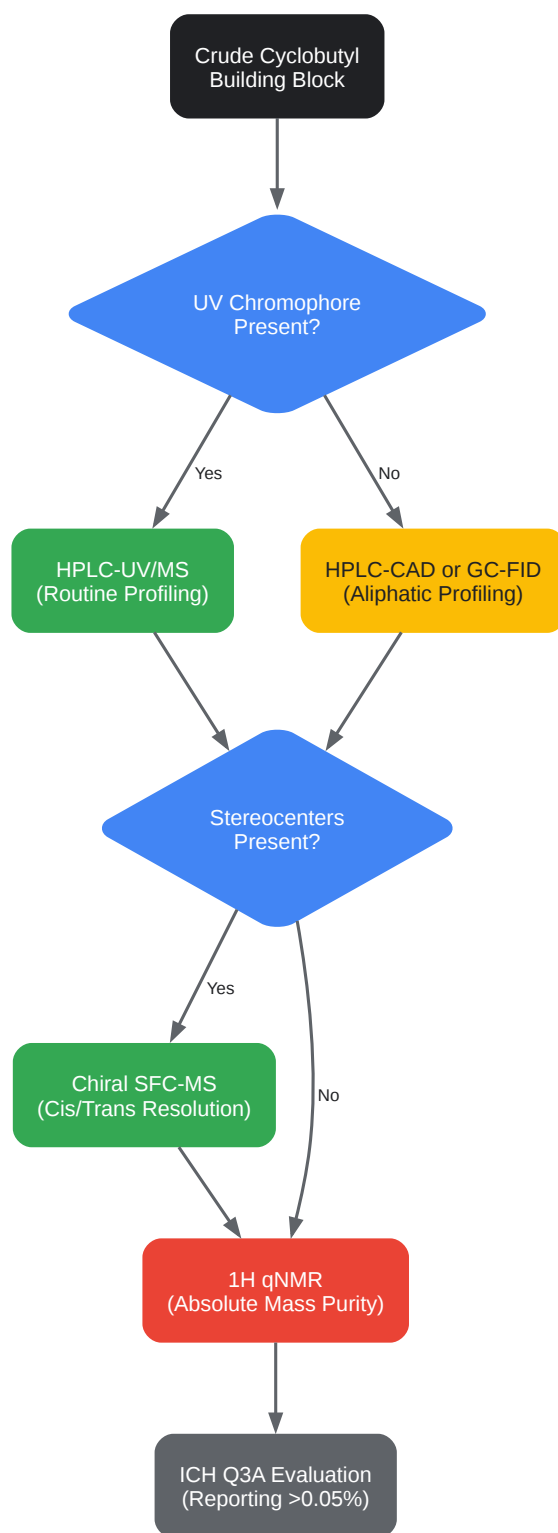 Crude Cyclobutyl
Building Block
UV Chromophore
Present?
Yes
No
HPLC-UV/MS
(Routine Profiling)
HPLC-CAD or GC-FID
(Aliphatic Profiling)
Stereocenters
Present?
Yes
Chiral SFC-MS
(Cis/Trans Resolution)
No
1H qNMR
(Absolute Mass Purity)
ICH Q3A Evaluation
(Reporting >0.05%)